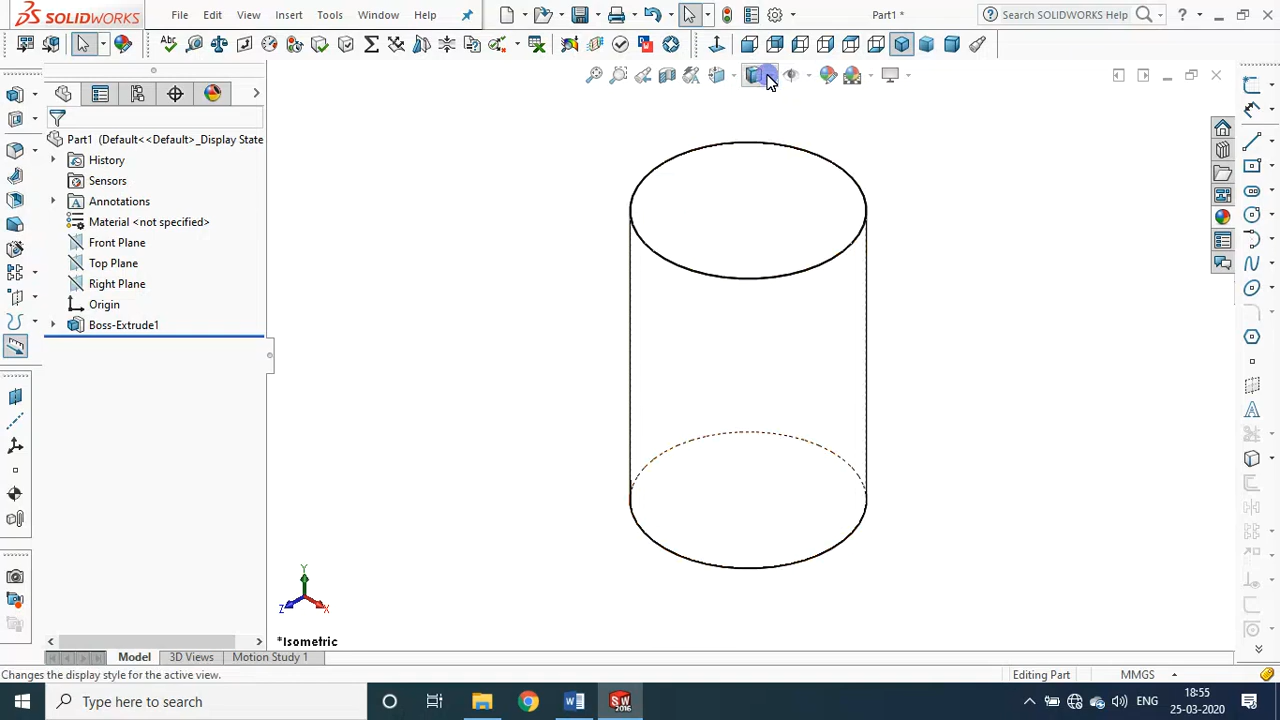 SOLIDWORKS
File
Edit
View
Insert
Tools
Window
Help
Part1 *
Search SOLIDWORKS Help
?
Part1 (Default<<Default>_Display State
History
Sensors
A Annotations
Material <not specified>
Front Plane
Top Plane
Right Plane
Origin
Boss-Extrude1
Y
Z
X
*Isometric
Model
3D Views
Motion Study 1
Changes the display style for the active view.
Editing Part
MMGS
Type here to search
SW
2016
ENG
18:55
25-03-2020